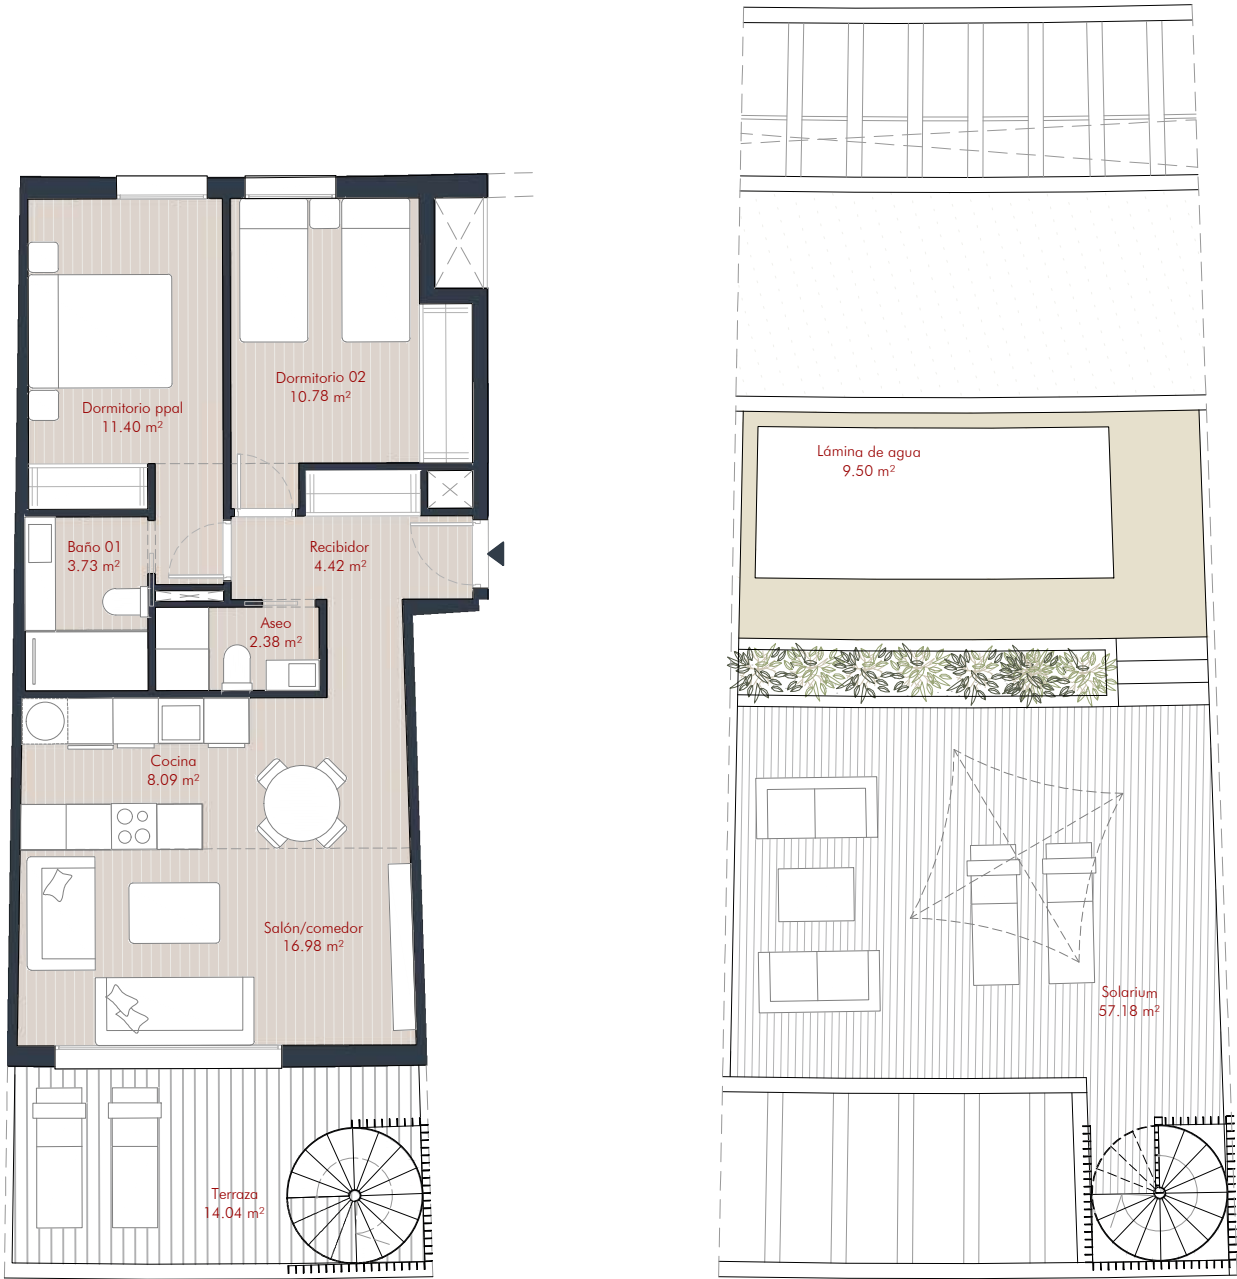 Dormitorio ppal
11.40 m²
Dormitorio 02
10.78 m²
Baño 01
3.73 m²
Recibidor
4.42 m²
Aseo
2.38 m²
Cocina
8.09 m²
Salón/comedor
16.98 m²
Terraza
14.04 m²
Lámina de agua
9.50 m²
Solarium
57.18 m²